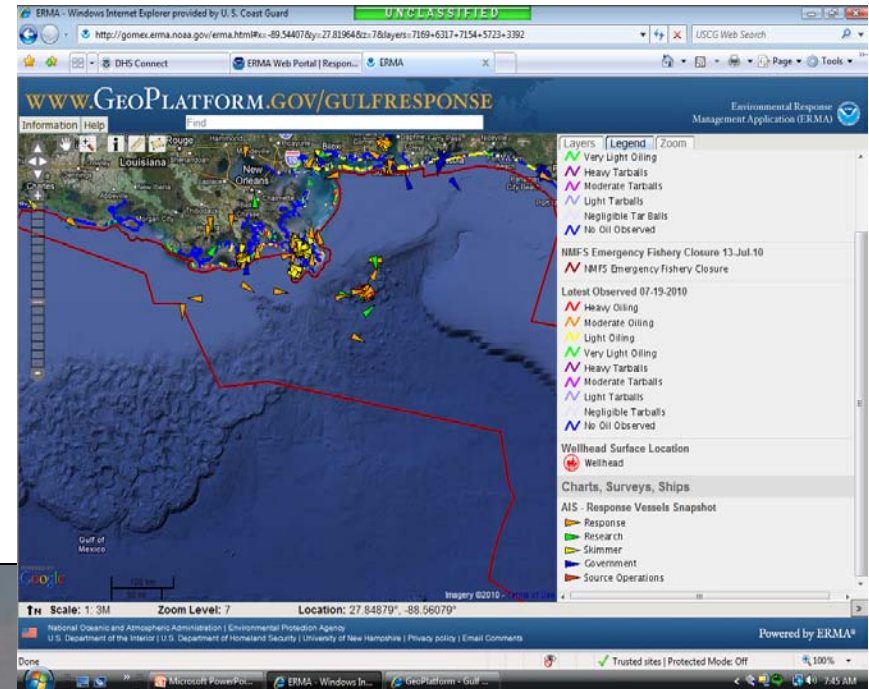 ERMA - Windows Internet Explorer provided by U. S. Coast Guard
UNCLASSIFIED
http://gomex.erma.noaa.gov/erma.html#x=-89.54407&y=27.81964&z=7&layers=7169+6317+7154+5723+3392
USCG Web Search
DHS Connect
ERMA Web Portal | Respon...
ERMA
Page
Tools
WWW.GEOPLATFORM.GOV/GULFRESPONSE
Environmental Response
Management Application (ERMA)
Information
Help
Find
Layers
Legend
Zoom
Rouge
Louisiana
New
Orleans
Morgan City
Gulf of
Mexico
Google
100 km
Imagery ©2010 - Terms of Use
Very Light Oiling
Heavy Tarballs
Moderate Tarballs
Light Tarballs
Negligible Tar Balls
No Oil Observed
NMFS Emergency Fishery Closure 13.Jul.10
NMFS Emergency Fishery Closure
Latest Observed 07-19-2010
Heavy Oiling
Moderate Oiling
Light Oiling
Very Light Oiling
Heavy Tarballs
Moderate Tarballs
Light Tarballs
Negligible Tarballs
No Oil Observed
Wellhead Surface Location
Wellhead
Charts, Surveys, Ships
AIS - Response Vessels Snapshot
Response
Research
Skimmer
Government
Source Operations
N Scale: 1: 3M Zoom Level: 7 Location: 27.84879°, -88.56079°
National Oceanic and Atmospheric Administration | Environmental Protection Agency
U.S. Department of the Interior | U.S. Department of Homeland Security | University of New Hampshire | Privacy policy | Email Comments
Powered by ERMA®
Done
Trusted sites | Protected Mode: Off
100%
Microsoft PowerPoi...
ERMA - Windows In...
GeoPlatform - Gulf ...
7:45 AM